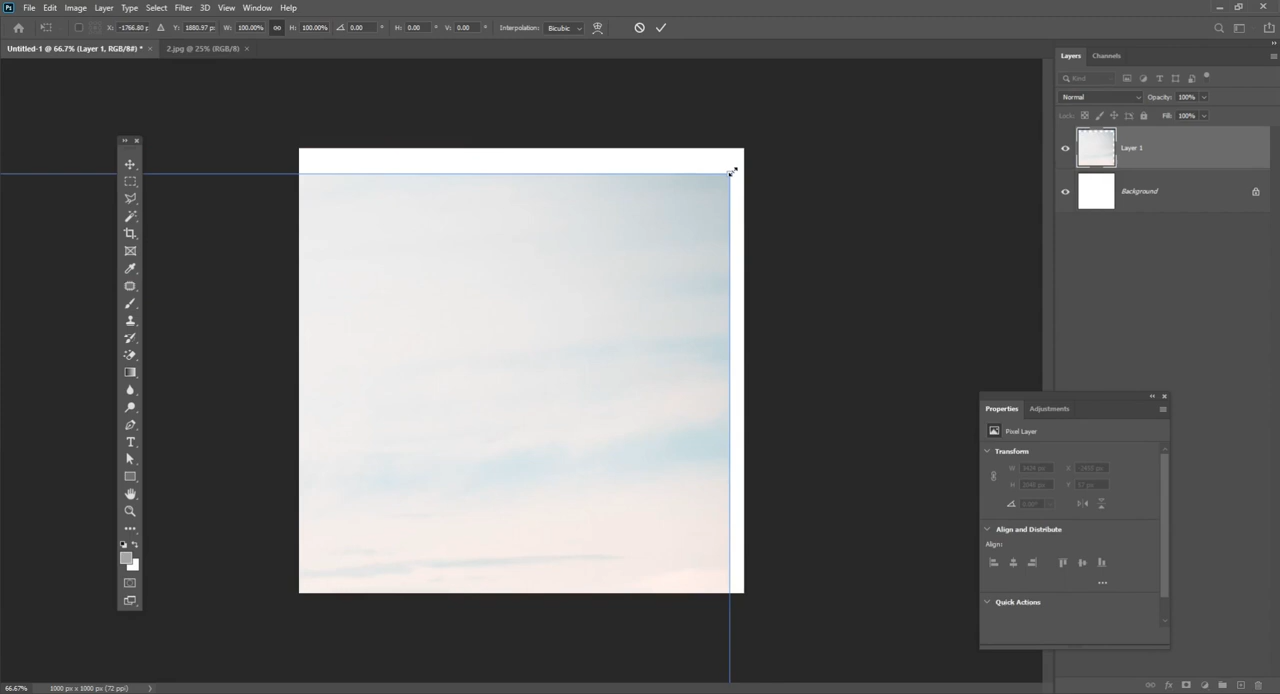 Ps File Edit Image Layer Type Select Filter 3D View Window Help
X: -1766.80 p Y: 1880.97 px W: 100.00% H: 100.00% 0.00 ° H: 0.00 ° V: 0.00 ° Interpolation: Bicubic
Untitled-1 @ 66.7% (Layer 1, RGB/8#) * × 2.jpg @ 25% (RGB/8) ×
Layers Channels
Kind
Normal Opacity: 100%
Lock: Fill: 100%
Layer 1
Background
Properties Adjustments
Pixel Layer
Transform
W H X Y
Align and Distribute
Align:
Quick Actions
66.67% 1000 px x 1000 px (72 ppi)